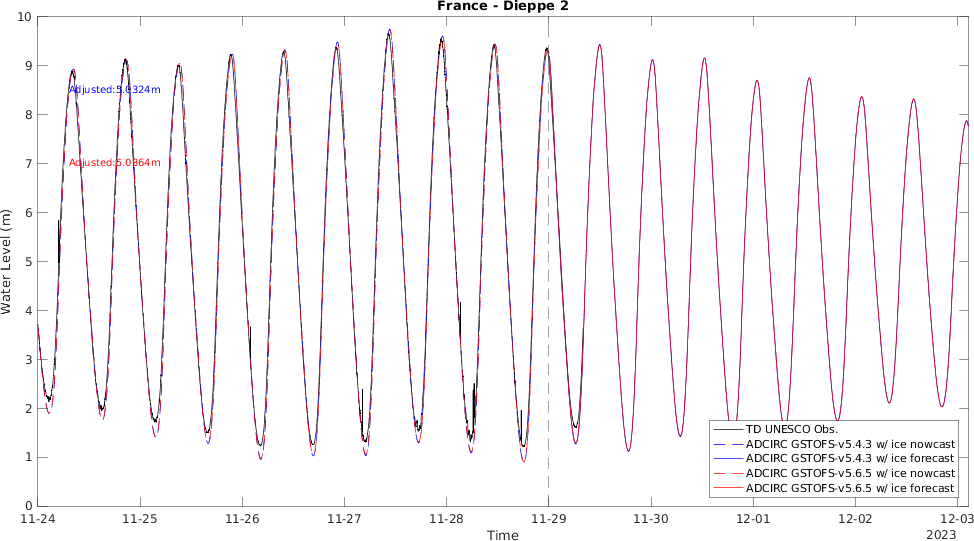 France - Dieppe 2
10
9
8
7
6
5
4
3
2
1
0
Water Level (m)
Adjusted:5.0324m
Adjusted:5.0364m
TD UNESCO Obs.
ADCIRC GSTOFS-v5.4.3 w/ ice nowcast
ADCIRC GSTOFS-v5.4.3 w/ ice forecast
ADCIRC GSTOFS-v5.6.5 w/ ice nowcast
ADCIRC GSTOFS-v5.6.5 w/ ice forecast
11-24 11-25 11-26 11-27 11-28 11-29 11-30 12-01 12-02 12-03
Time
2023